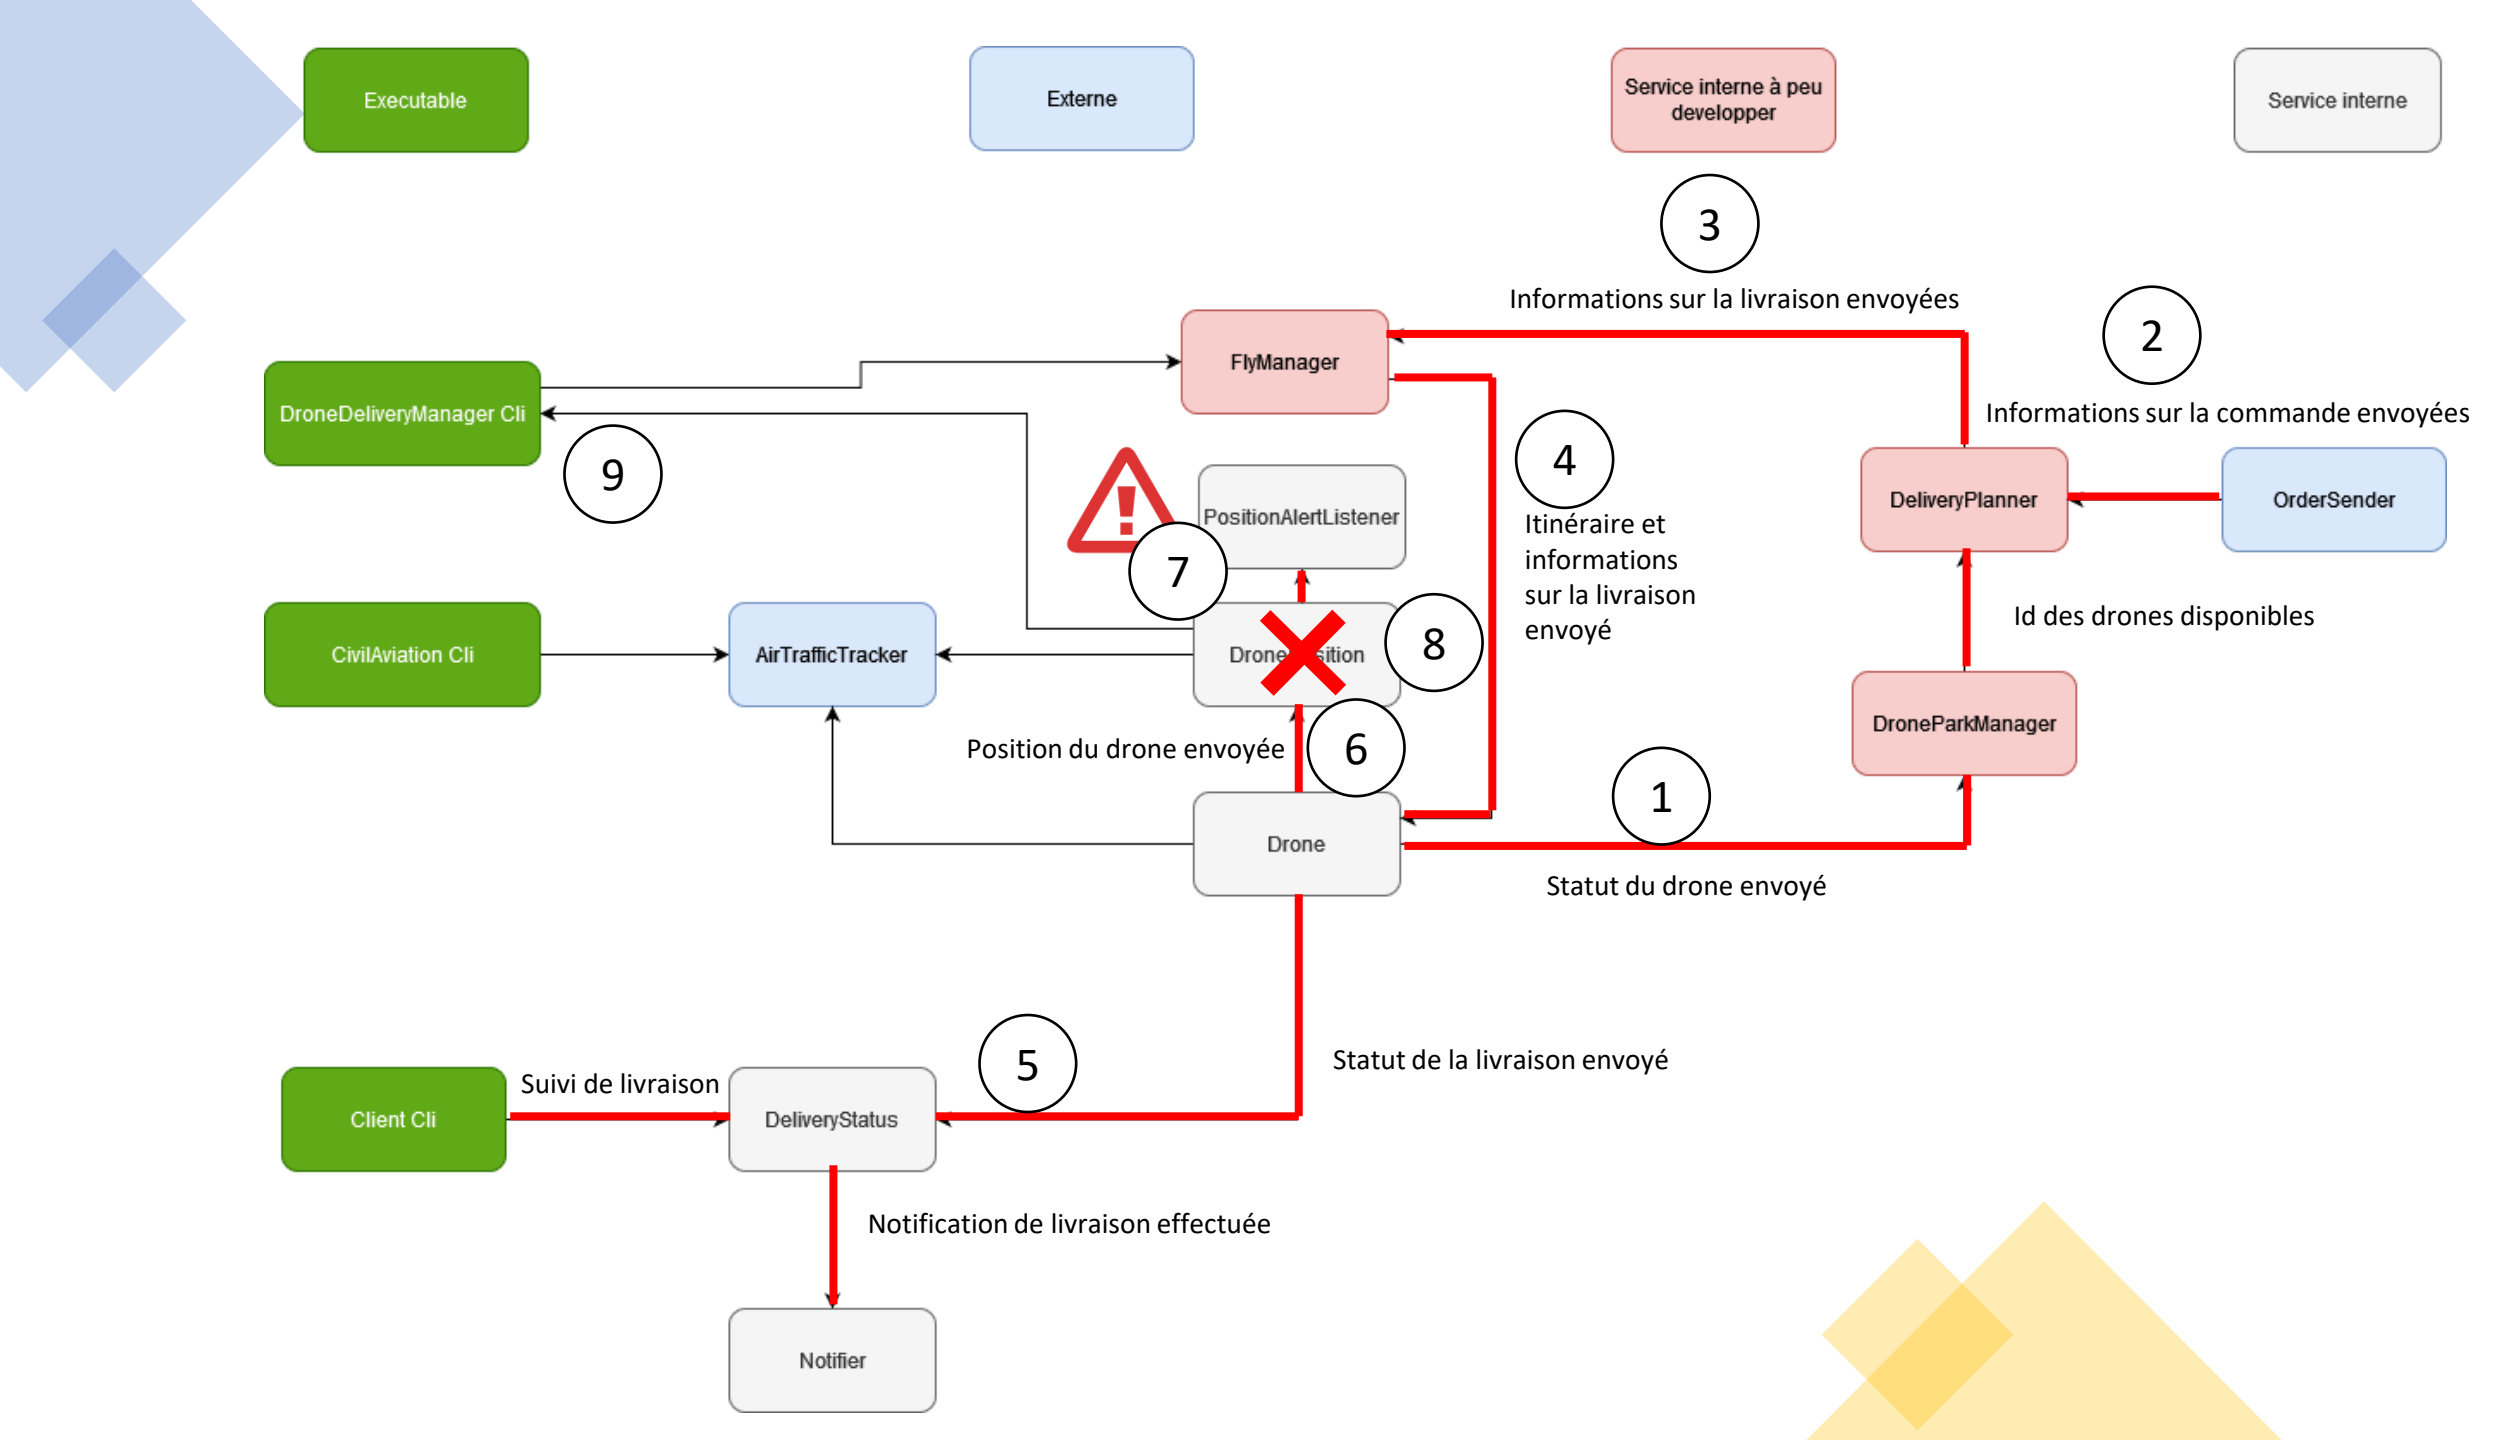 Executable
Externe
Service interne à peu
developper
Service interne
3
Informations sur la livraison envoyées
2
FlyManager
Informations sur la commande envoyées
DroneDeliveryManager Cli
9
4
PositionAlertListener
DeliveryPlanner
OrderSender
Itinéraire et
informations
sur la livraison
envoyé
7
Id des drones disponibles
CivilAviation Cli
AirTrafficTracker
8
DroneParkManager
Position du drone envoyée
6
1
Drone
Statut du drone envoyé
5
Statut de la livraison envoyé
Suivi de livraison
Client Cli
DeliveryStatus
Notification de livraison effectuée
Notifier